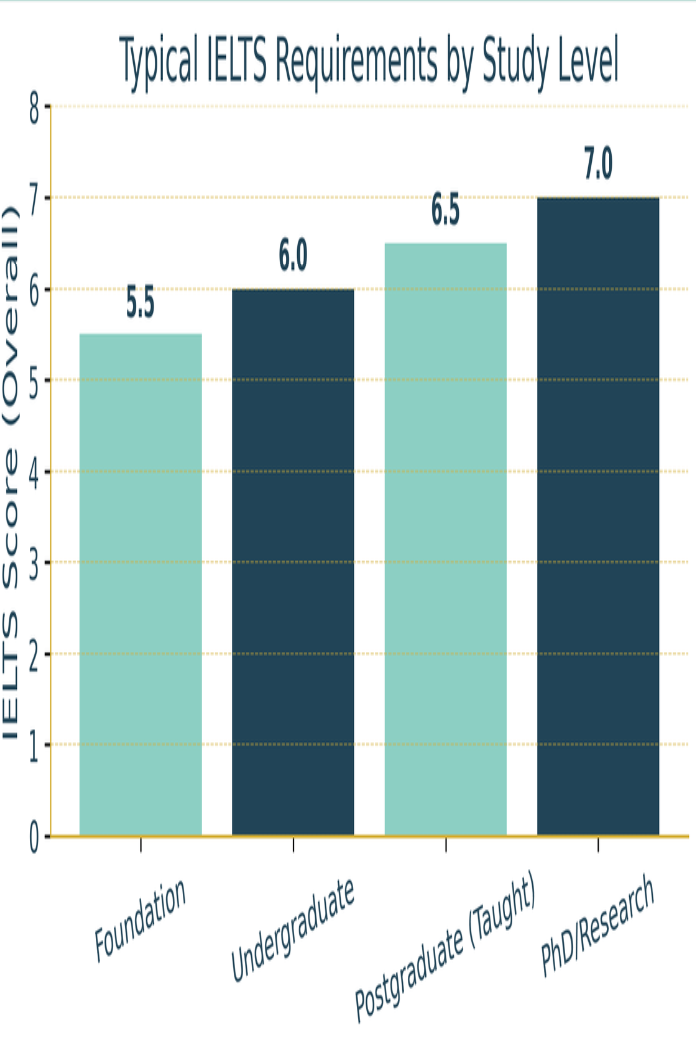 Typical IELTS Requirements by Study Level
IELTS Score (Overall)
8
7
6
5
4
3
2
1
0
5.5
6.0
6.5
7.0
Foundation
Undergraduate
Postgraduate (Taught)
PhD/Research